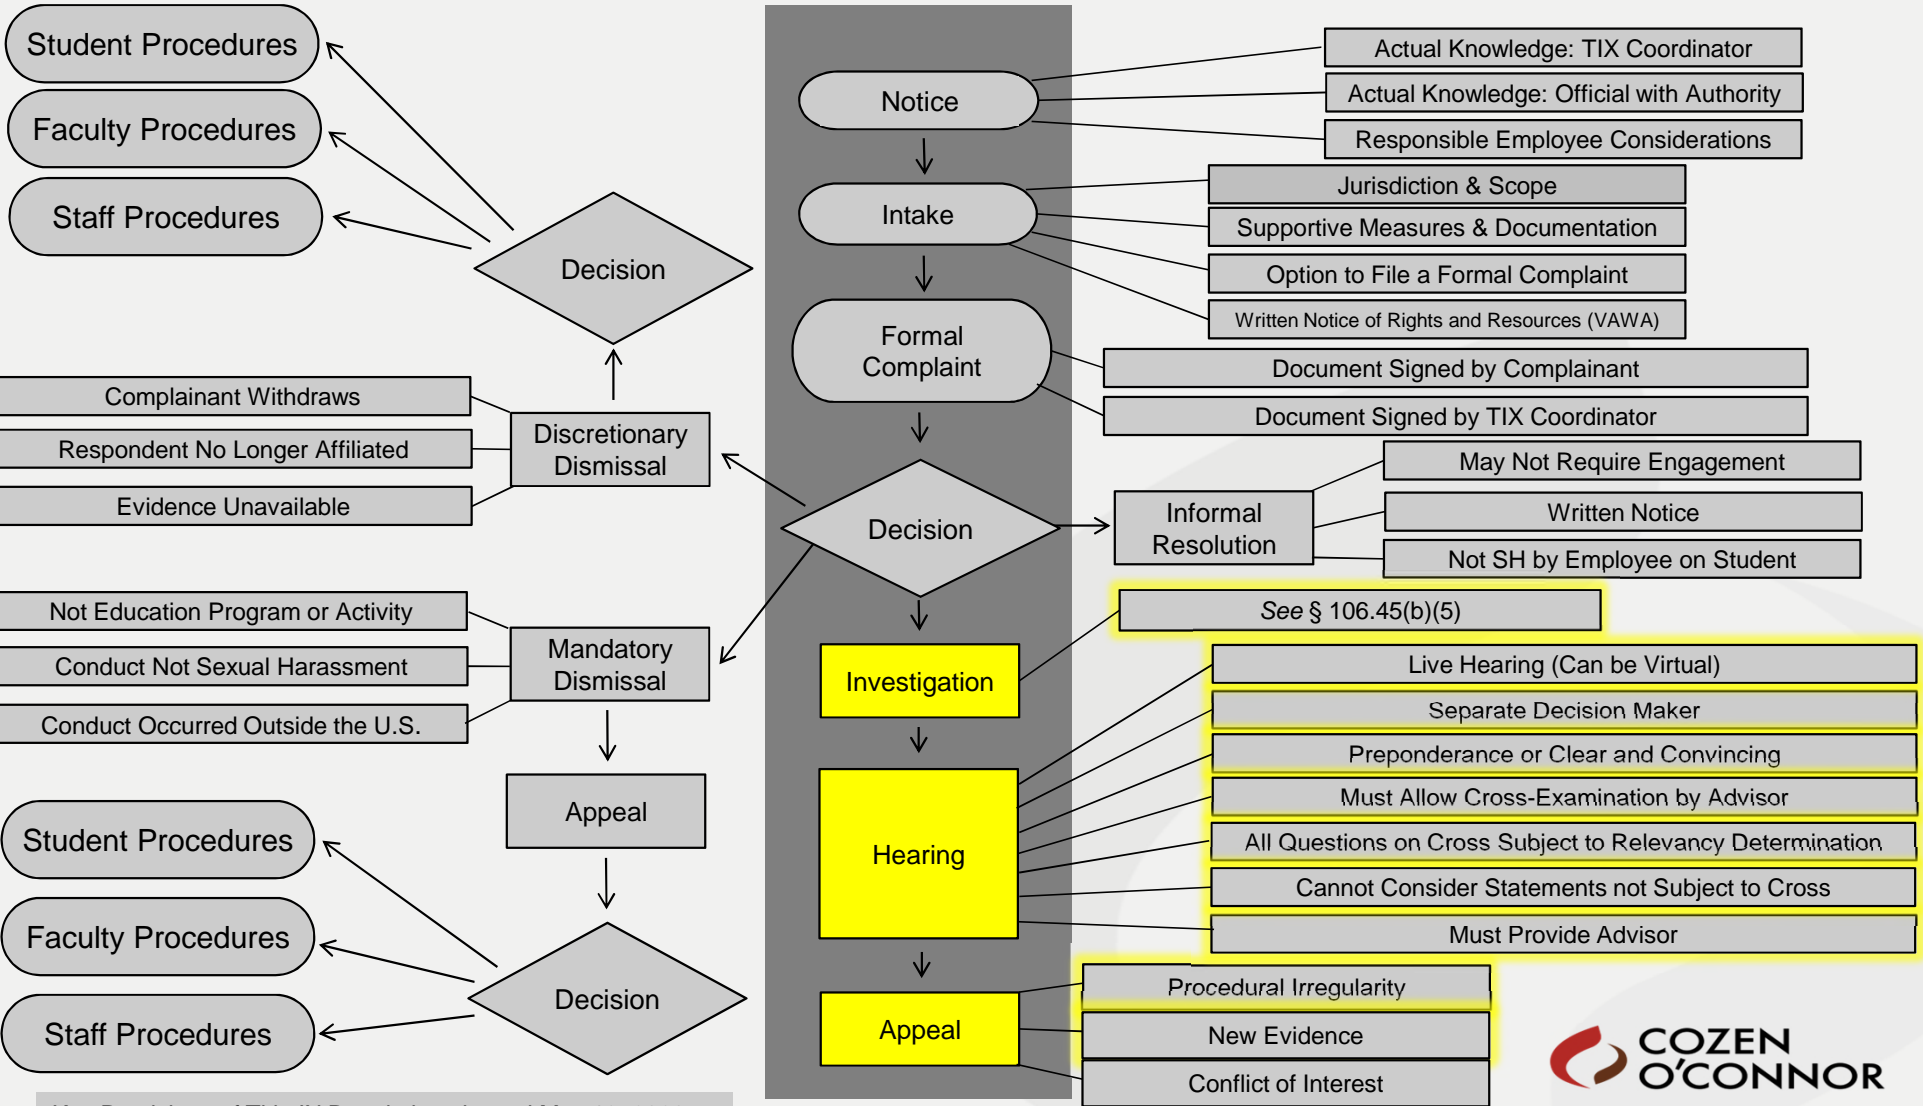 Student Procedures
Faculty Procedures
Staff Procedures
Decision
Complainant Withdraws
Respondent No Longer Affiliated
Evidence Unavailable
Discretionary
Dismissal
Not Education Program or Activity
Conduct Not Sexual Harassment
Conduct Occurred Outside the U.S.
Mandatory
Dismissal
Appeal
Student Procedures
Faculty Procedures
Staff Procedures
Decision
Notice
Actual Knowledge: TIX Coordinator
Actual Knowledge: Official with Authority
Responsible Employee Considerations
Intake
Jurisdiction & Scope
Supportive Measures & Documentation
Option to File a Formal Complaint
Written Notice of Rights and Resources (VAWA)
Formal
Complaint
Document Signed by Complainant
Document Signed by TIX Coordinator
Decision
Informal
Resolution
May Not Require Engagement
Written Notice
Not SH by Employee on Student
Investigation
See § 106.45(b)(5)
Hearing
Live Hearing (Can be Virtual)
Separate Decision Maker
Preponderance or Clear and Convincing
Must Allow Cross-Examination by Advisor
All Questions on Cross Subject to Relevancy Determination
Cannot Consider Statements not Subject to Cross
Must Provide Advisor
Appeal
Procedural Irregularity
New Evidence
Conflict of Interest
COZEN
O'CONNOR